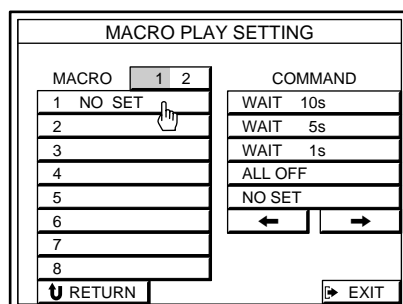 MACRO PLAY SETTING
MACRO 1 2
1 NO SET
2
3
4
5
6
7
8
COMMAND
WAIT 10s
WAIT 5s
WAIT 1s
ALL OFF
NO SET
RETURN
EXIT